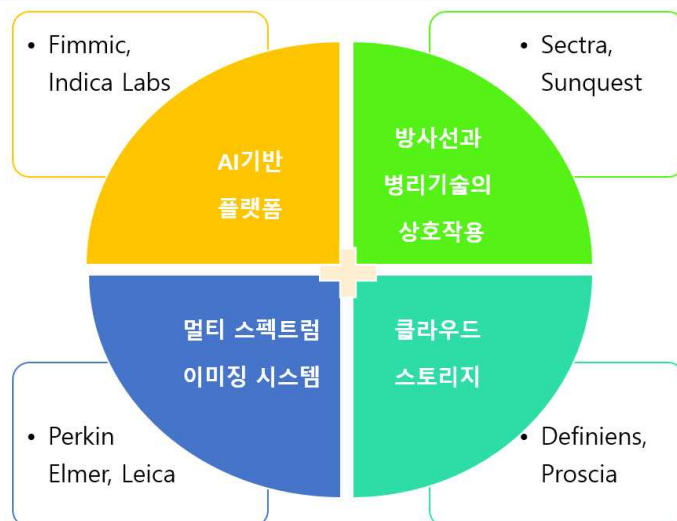 • Fimmic,
Indica Labs
• Sectra,
Sunquest
AI기반
플랫폼
방사선과
병리기술의
상호작용
멀티 스펙트럼
이미징 시스템
클라우드
스토리지
• Perkin
Elmer, Leica
• Definiens,
Proscia